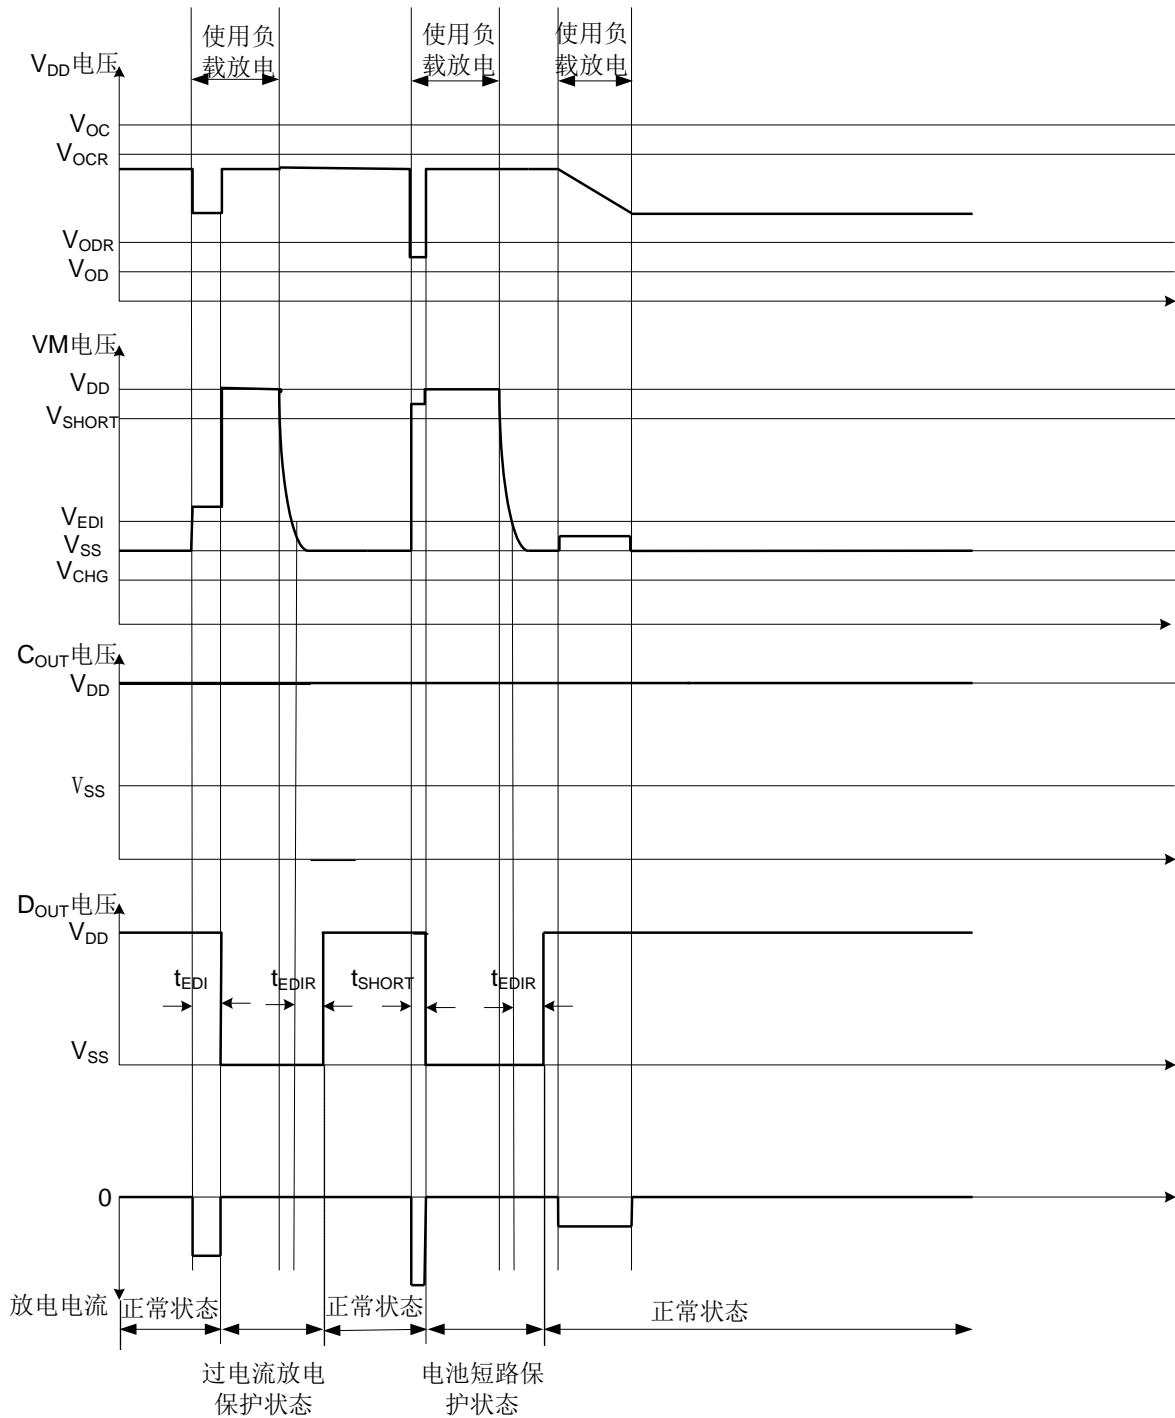 使用负
载放电
使用负
载放电
使用负
载放电
VDD电压
VOC
VOCR
VODR
VOD
VM电压
VDD
VSHORT
VEDI
VSS
VCHG
COUT电压
VDD
VSS
DOUT电压
VDD
tEDI
tEDIR
tSHORT
tEDIR
VSS
0
放电电流
正常状态
正常状态
正常状态
过电流放电
保护状态
电池短路保
护状态